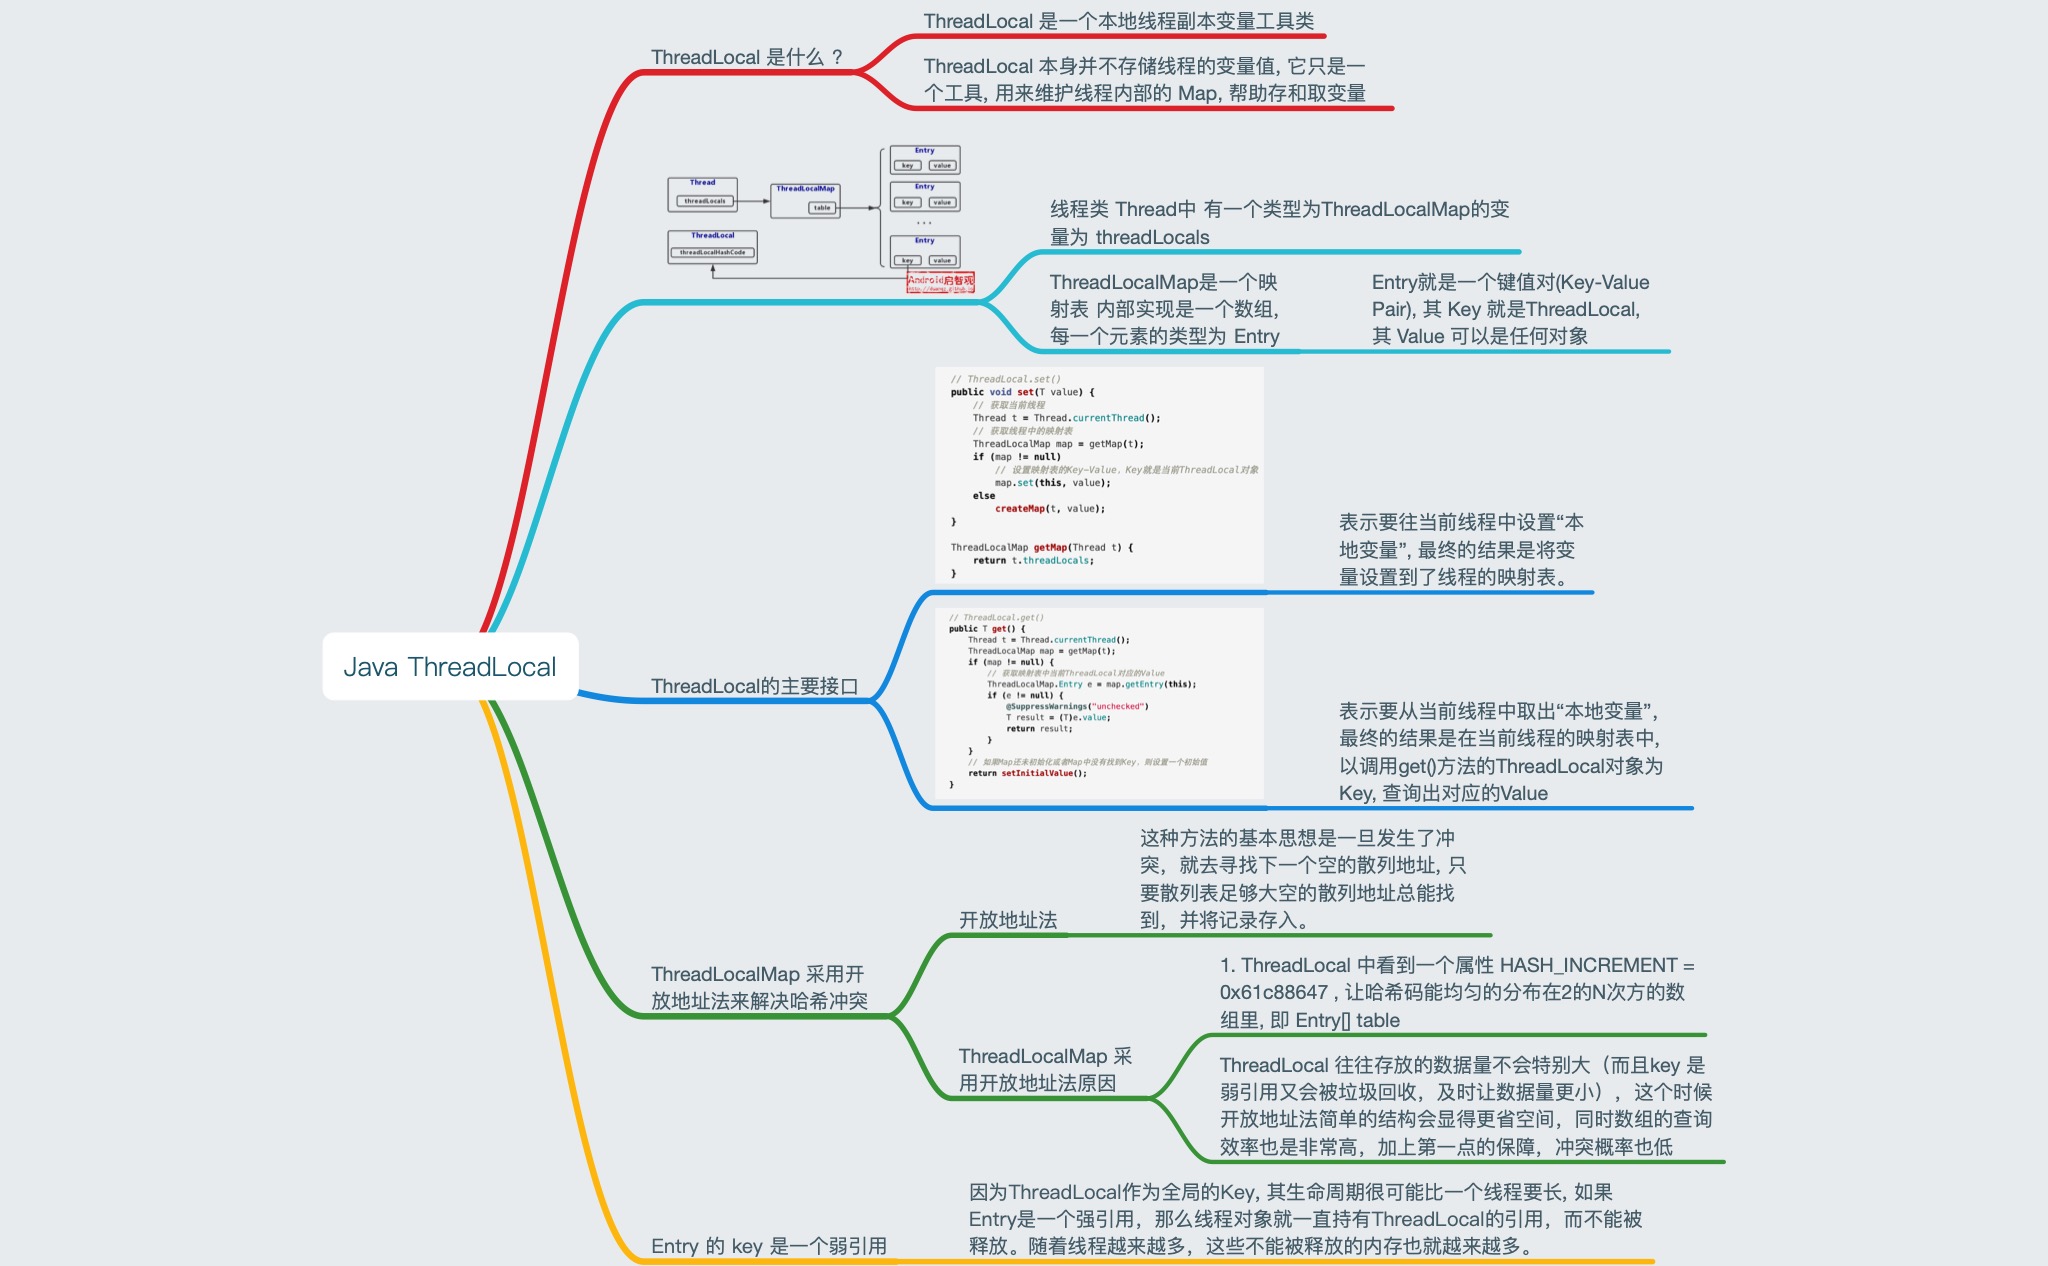 ThreadLocal 是什么 ？
ThreadLocal 是一个本地线程副本变量工具类
ThreadLocal 本身并不存储线程的变量值, 它只是一
个工具, 用来维护线程内部的 Map, 帮助存和取变量
Thread
threadLocals
ThreadLocalMap
table
Entry
key value
Entry
key value
...
Entry
key value
ThreadLocal
threadLocalHashCode
Android启智观
线程类 Thread中 有一个类型为ThreadLocalMap的变
量为 threadLocals
ThreadLocalMap是一个映
射表 内部实现是一个数组,
每一个元素的类型为 Entry
Entry就是一个键值对(Key-Value
Pair), 其 Key 就是ThreadLocal,
其 Value 可以是任何对象
Java ThreadLocal
ThreadLocal的主要接口
// ThreadLocal.set()
public void set(T value) {
// 获取当前线程
Thread t = Thread.currentThread();
// 获取线程中的映射表
ThreadLocalMap map = getMap(t);
if (map != null)
// 设置映射表的Key-Value. Key就是当前ThreadLocal对象
map.set(this, value);
else
createMap(t, value);
}
ThreadLocalMap getMap(Thread t) {
return t.threadLocals;
}
表示要往当前线程中设置“本
地变量”, 最终的结果是将变
量设置到了线程的映射表。
// ThreadLocal.get()
public T get() {
Thread t = Thread.currentThread();
ThreadLocalMap map = getMap(t);
if (map != null) {
// 获取映射表中当前ThreadLocal对应的Value
ThreadLocalMap.Entry e = map.getEntry(this);
if (e != null) {
@SuppressWarnings("unchecked")
T result = (T)e.value;
return result;
}
}
// 如果Map还未初始化或者Map中没有找到Key. 则设置一个初始值
return setInitialValue();
}
表示要从当前线程中取出“本地变量”,
最终的结果是在当前线程的映射表中,
以调用get()方法的ThreadLocal对象为
Key, 查询出对应的Value
ThreadLocalMap 采用开
放地址法来解决哈希冲突
开放地址法
这种方法的基本思想是一旦发生了冲
突，就去寻找下一个空的散列地址, 只
要散列表足够大空的散列地址总能找
到，并将记录存入。
ThreadLocalMap 采
用开放地址法原因
1. ThreadLocal 中看到一个属性 HASH_INCREMENT =
0x61c88647 , 让哈希码能均匀的分布在2的N次方的数
组里, 即 Entry[] table
ThreadLocal 往往存放的数据量不会特别大（而且key 是
弱引用又会被垃圾回收，及时让数据量更小），这个时候
开放地址法简单的结构会显得更省空间，同时数组的查询
效率也是非常高，加上第一点的保障，冲突概率也低
Entry 的 key 是一个弱引用
因为ThreadLocal作为全局的Key, 其生命周期很可能比一个线程要长, 如果
Entry是一个强引用，那么线程对象就一直持有ThreadLocal的引用，而不能被
释放。随着线程越来越多，这些不能被释放的内存也就越来越多。